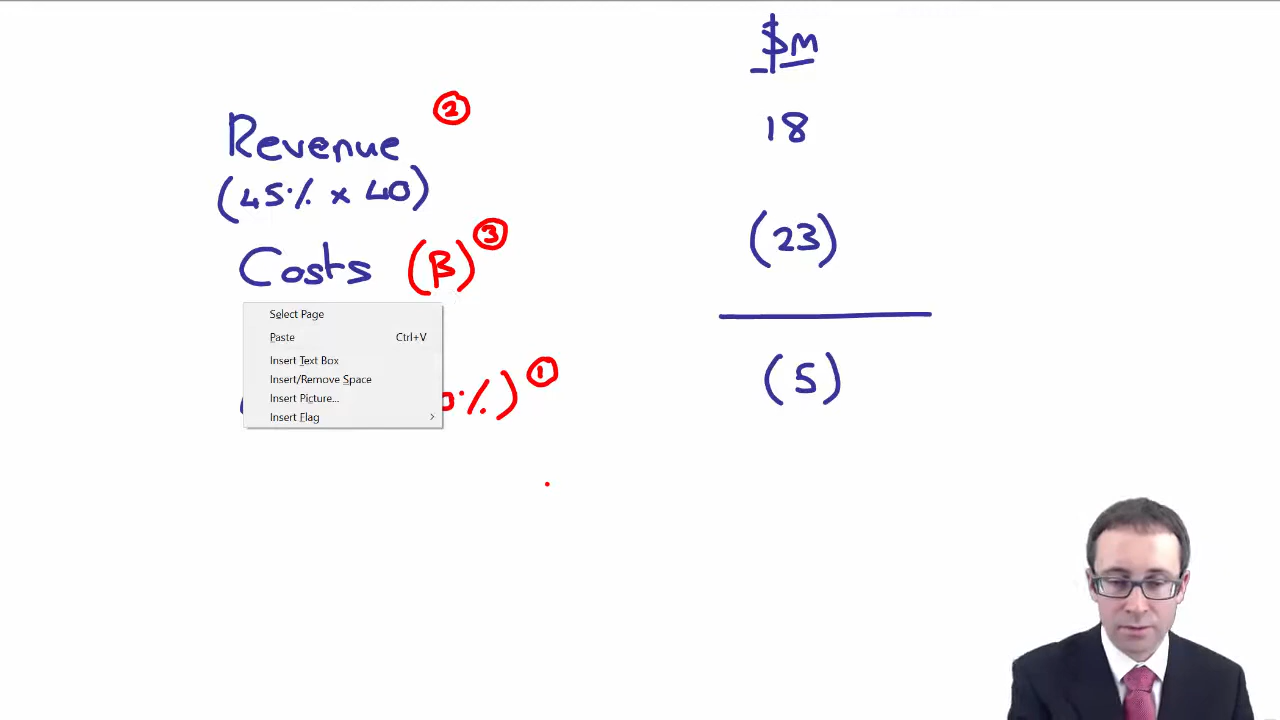 $M
Revenue ② 18
(45% x 40)
Costs (β) ③ (23)
Select Page
Paste Ctrl+V
Insert Text Box
Insert/Remove Space
Insert Picture...
Insert Flag
%) ① (5)